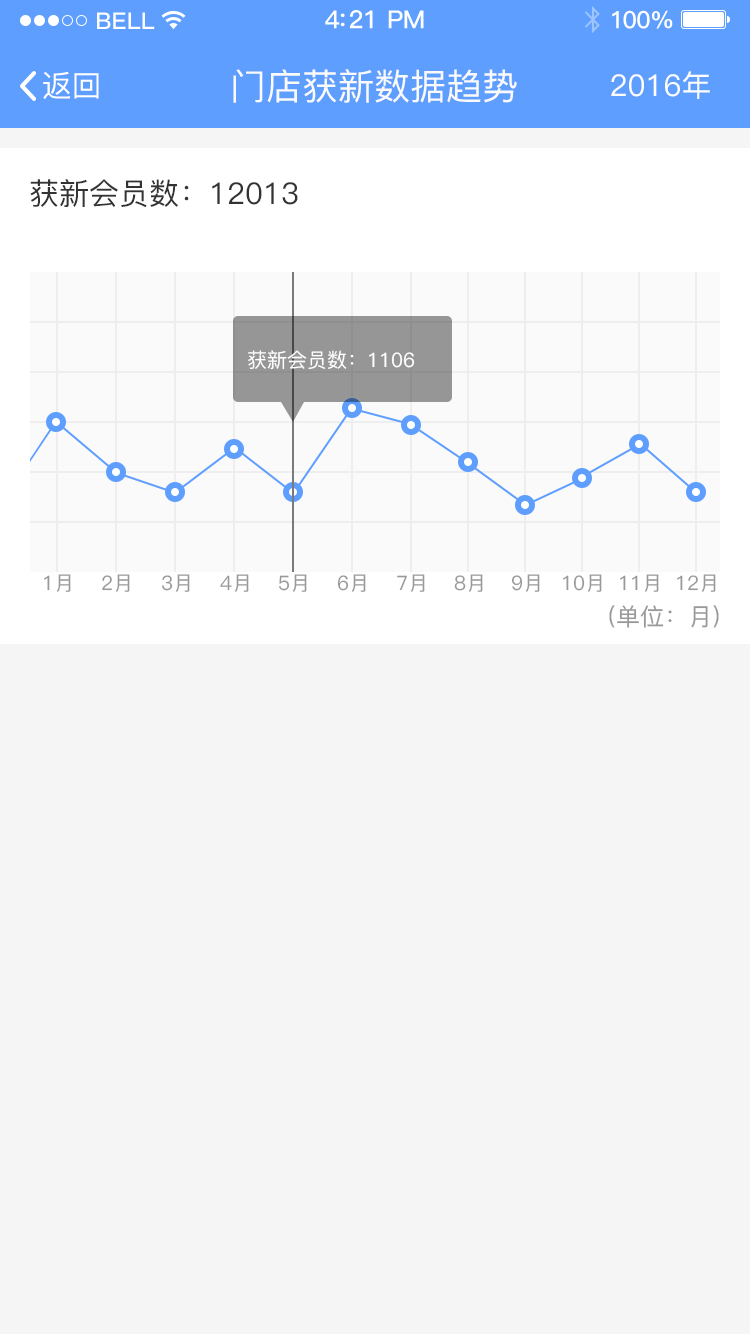 BELL 4:21 PM 100%
返回 门店获新数据趋势 2016年
获新会员数：12013
获新会员数：1106
1月 2月 3月 4月 5月 6月 7月 8月 9月 10月 11月 12月
(单位：月)